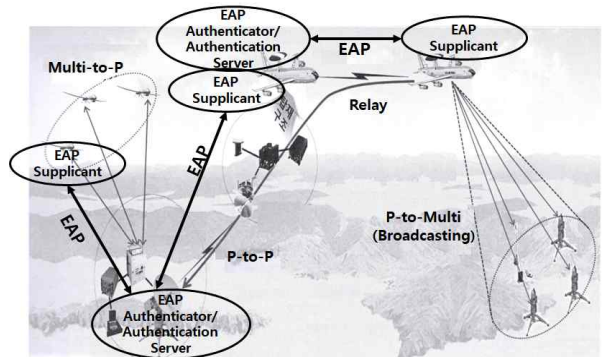 EAP
Authenticator/
Authentication
Server
EAP
EAP
Supplicant
Multi-to-P
EAP
Supplicant
Relay
EAP
Supplicant
EAP
EAP
P-to-P
P-to-Multi
(Broadcasting)
EAP
Authenticator/
Authentication
Server